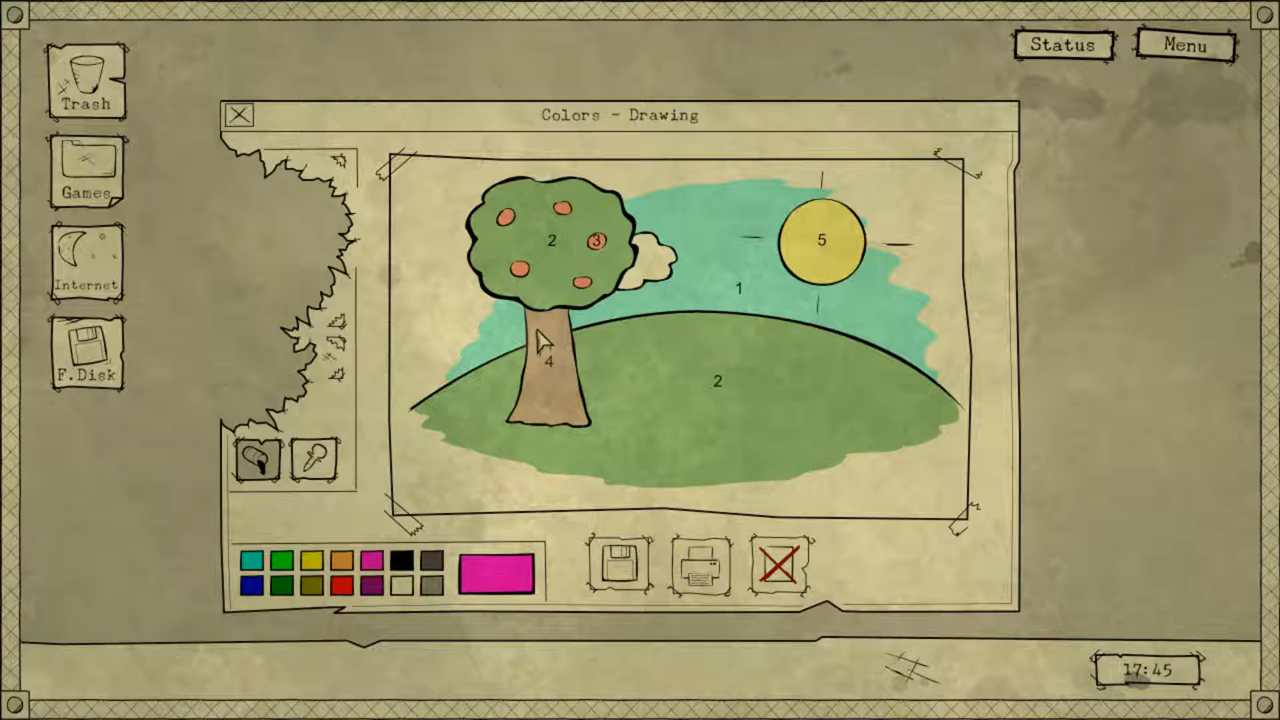 Status
Menu
Trash
Games
Internet
F.Disk
Colors - Drawing
2
3
5
1
4
2
17:45